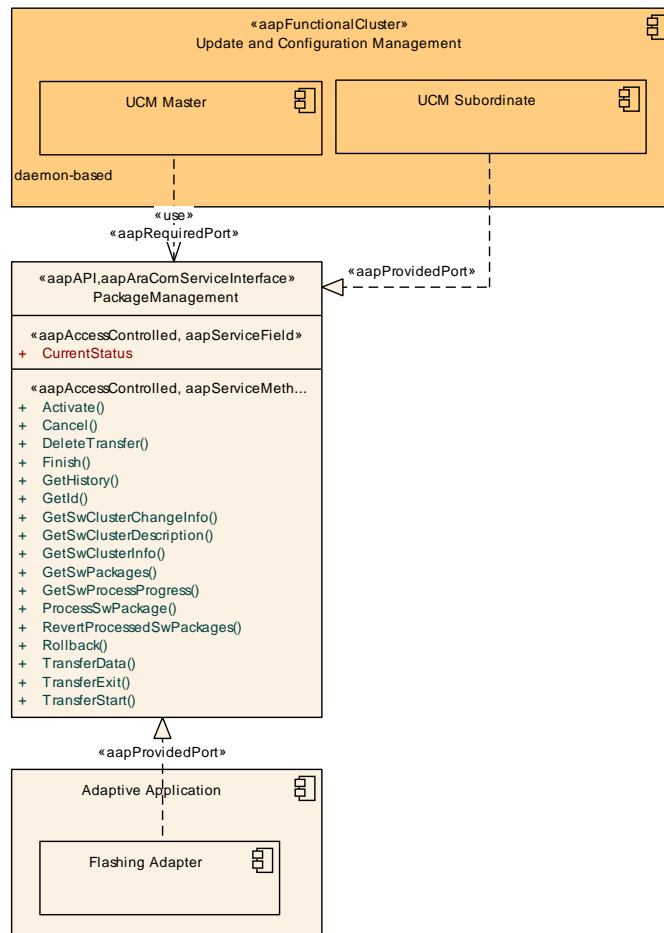 «aapFunctionalCluster»
Update and Configuration Management
UCM Master
UCM Subordinate
daemon-based
«use»
«aapRequiredPort»
«aapProvidedPort»
«aapAPI,aapAraComServiceInterface»
PackageManagement
«aapAccessControlled, aapServiceField»
+ CurrentStatus
«aapAccessControlled, aapServiceMeth...
+ Activate()
+ Cancel()
+ DeleteTransfer()
+ Finish()
+ GetHistory()
+ GetId()
+ GetSwClusterChangeInfo()
+ GetSwClusterDescription()
+ GetSwClusterInfo()
+ GetSwPackages()
+ GetSwProcessProgress()
+ ProcessSwPackage()
+ RevertProcessedSwPackages()
+ Rollback()
+ TransferData()
+ TransferExit()
+ TransferStart()
«aapProvidedPort»
Adaptive Application
Flashing Adapter